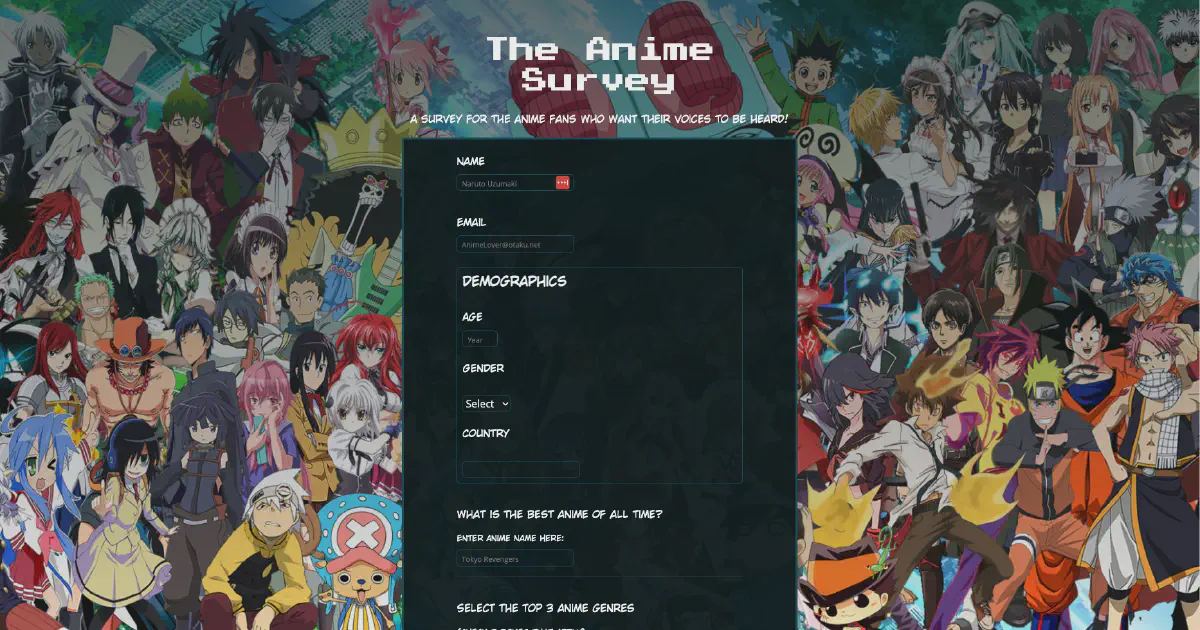 The Anime
Survey
A SURVEY FOR THE ANIME FANS WHO WANT THEIR VOICES TO BE HEARD!
NAME
Naruto Uzumaki
EMAIL
AnimeLover@otaku.net
DEMOGRAPHICS
AGE
Year
GENDER
Select
COUNTRY
WHAT IS THE BEST ANIME OF ALL TIME?
ENTER ANIME NAME HERE:
Tokyo Revengers
SELECT THE TOP 3 ANIME GENRES